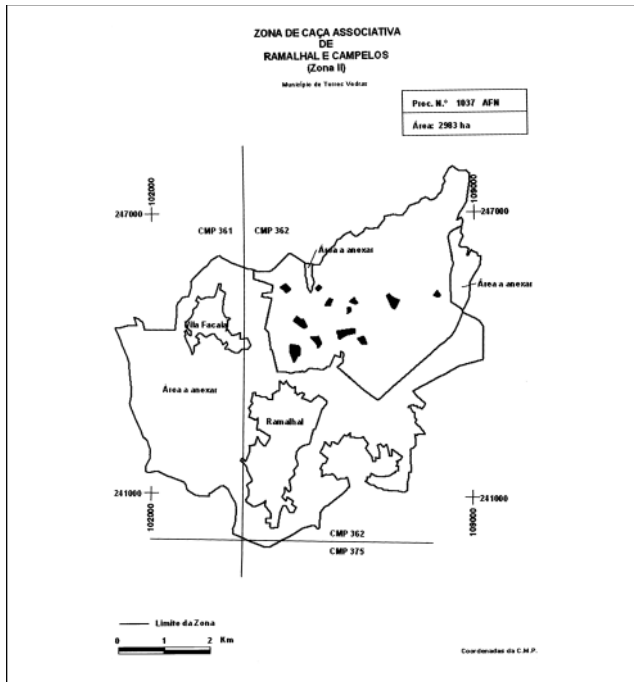 ZONA DE CAÇA ASSOCIATIVA
DE
RAMALHAL E CAMPELOS
(Zona II)
Município de Torres Vedras
Proc. N.º 1037 AFN
Área: 2983 ha
102000
109000
247000
247000
CMP 361
CMP 362
Área a anexar
Área a anexar
Vila Facaia
Área a anexar
Ramalhal
241000
241000
102000
109000
CMP 362
CMP 375
Limite da Zona
0 1 2 Km
Coordenadas da C.M.P.